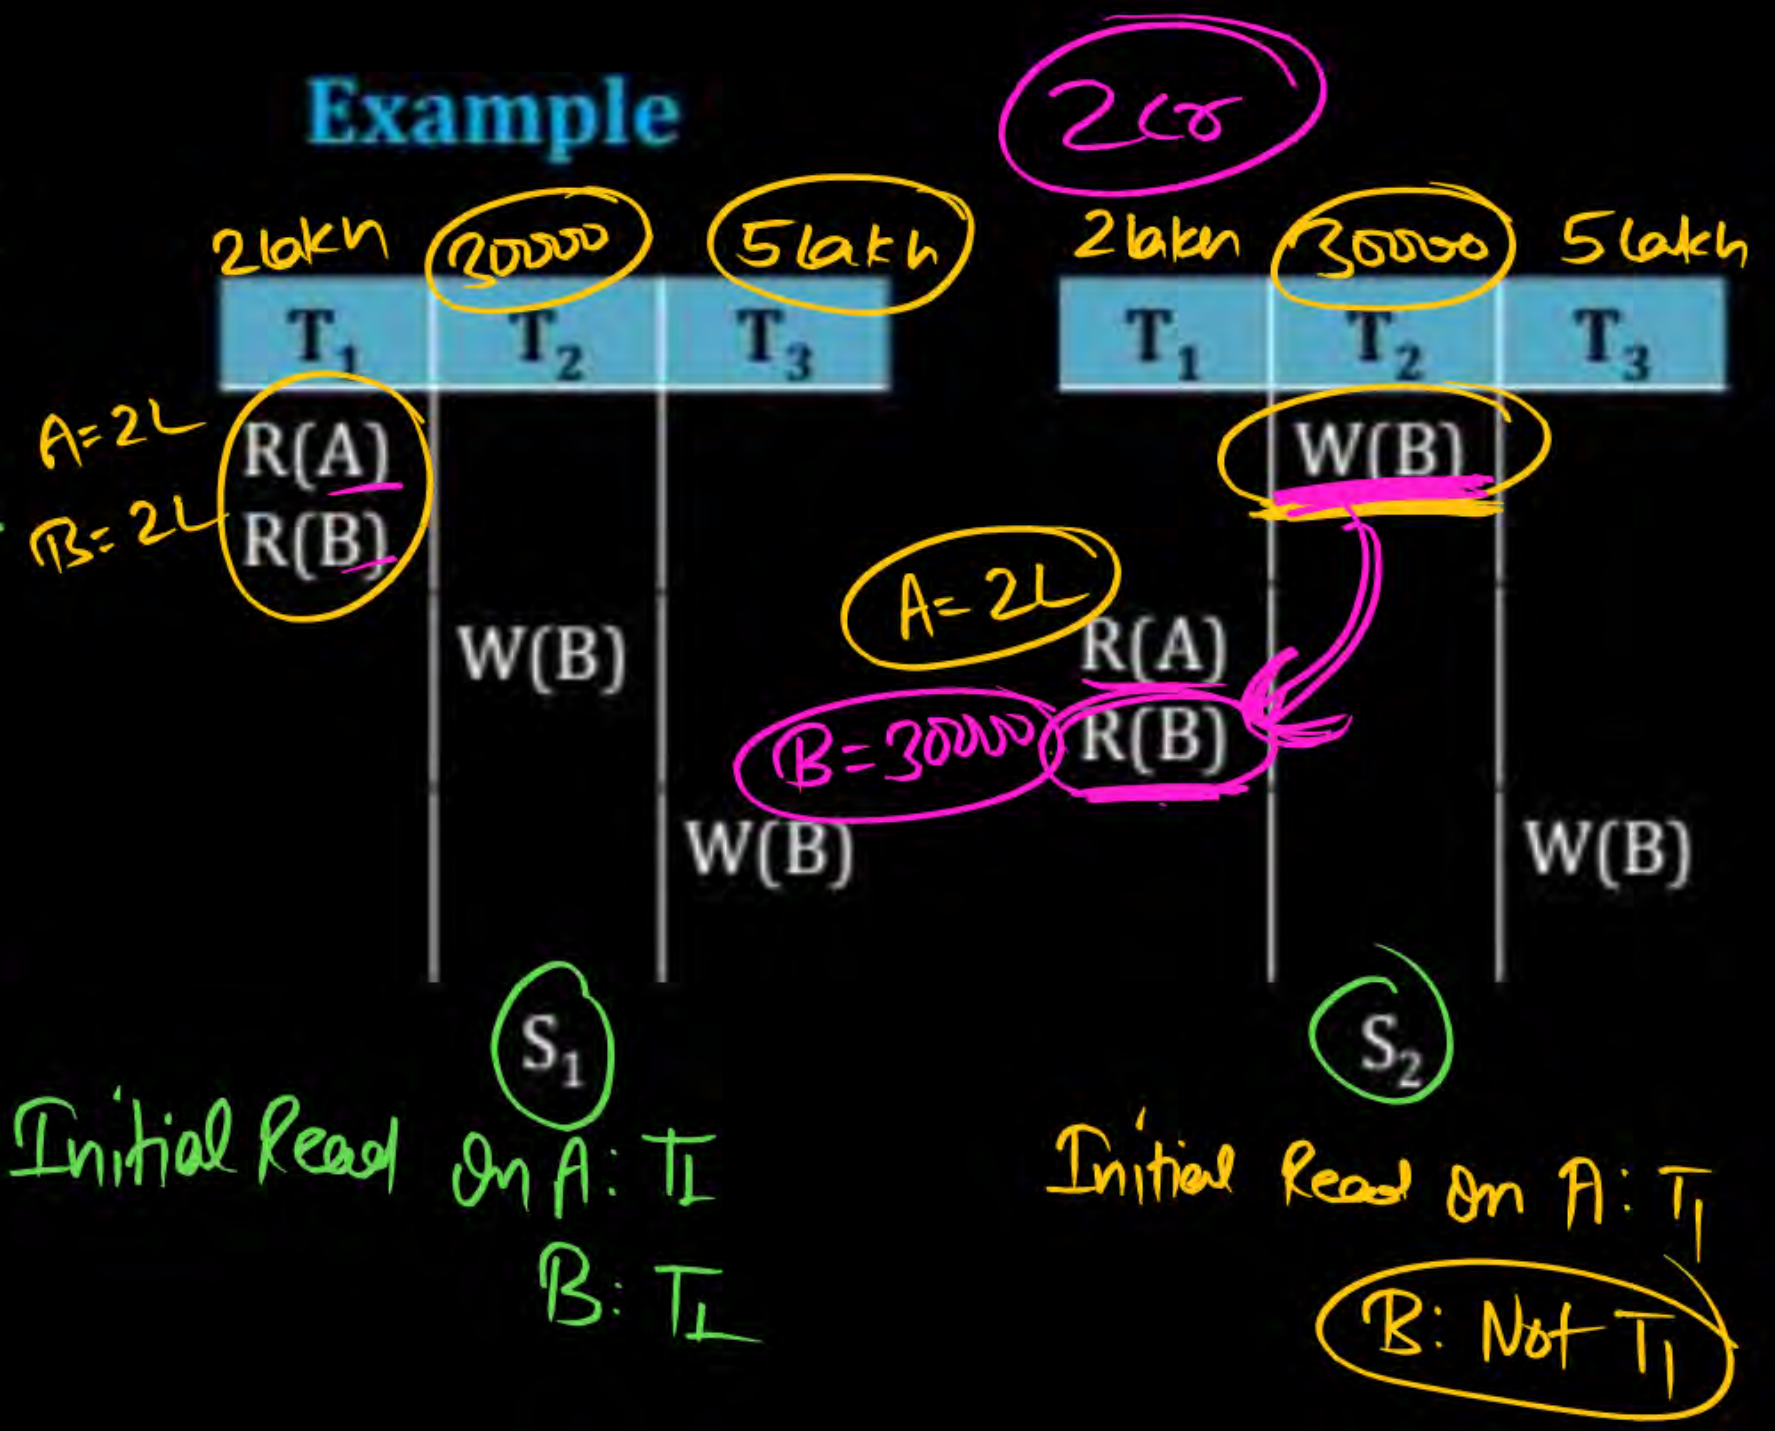 Example
2cr
2lakh 30000 5lakh
2lakh 30000 5lakh
T1 T2 T3
T1 T2 T3
A=2L R(A)
B=2L R(B)
W(B)
W(B)
W(B)
A=2L R(A)
B=30000 R(B)
W(B)
S1
S2
Initial Read On A: T1
B: T1
Initial Read On A: T1
B: Not T1